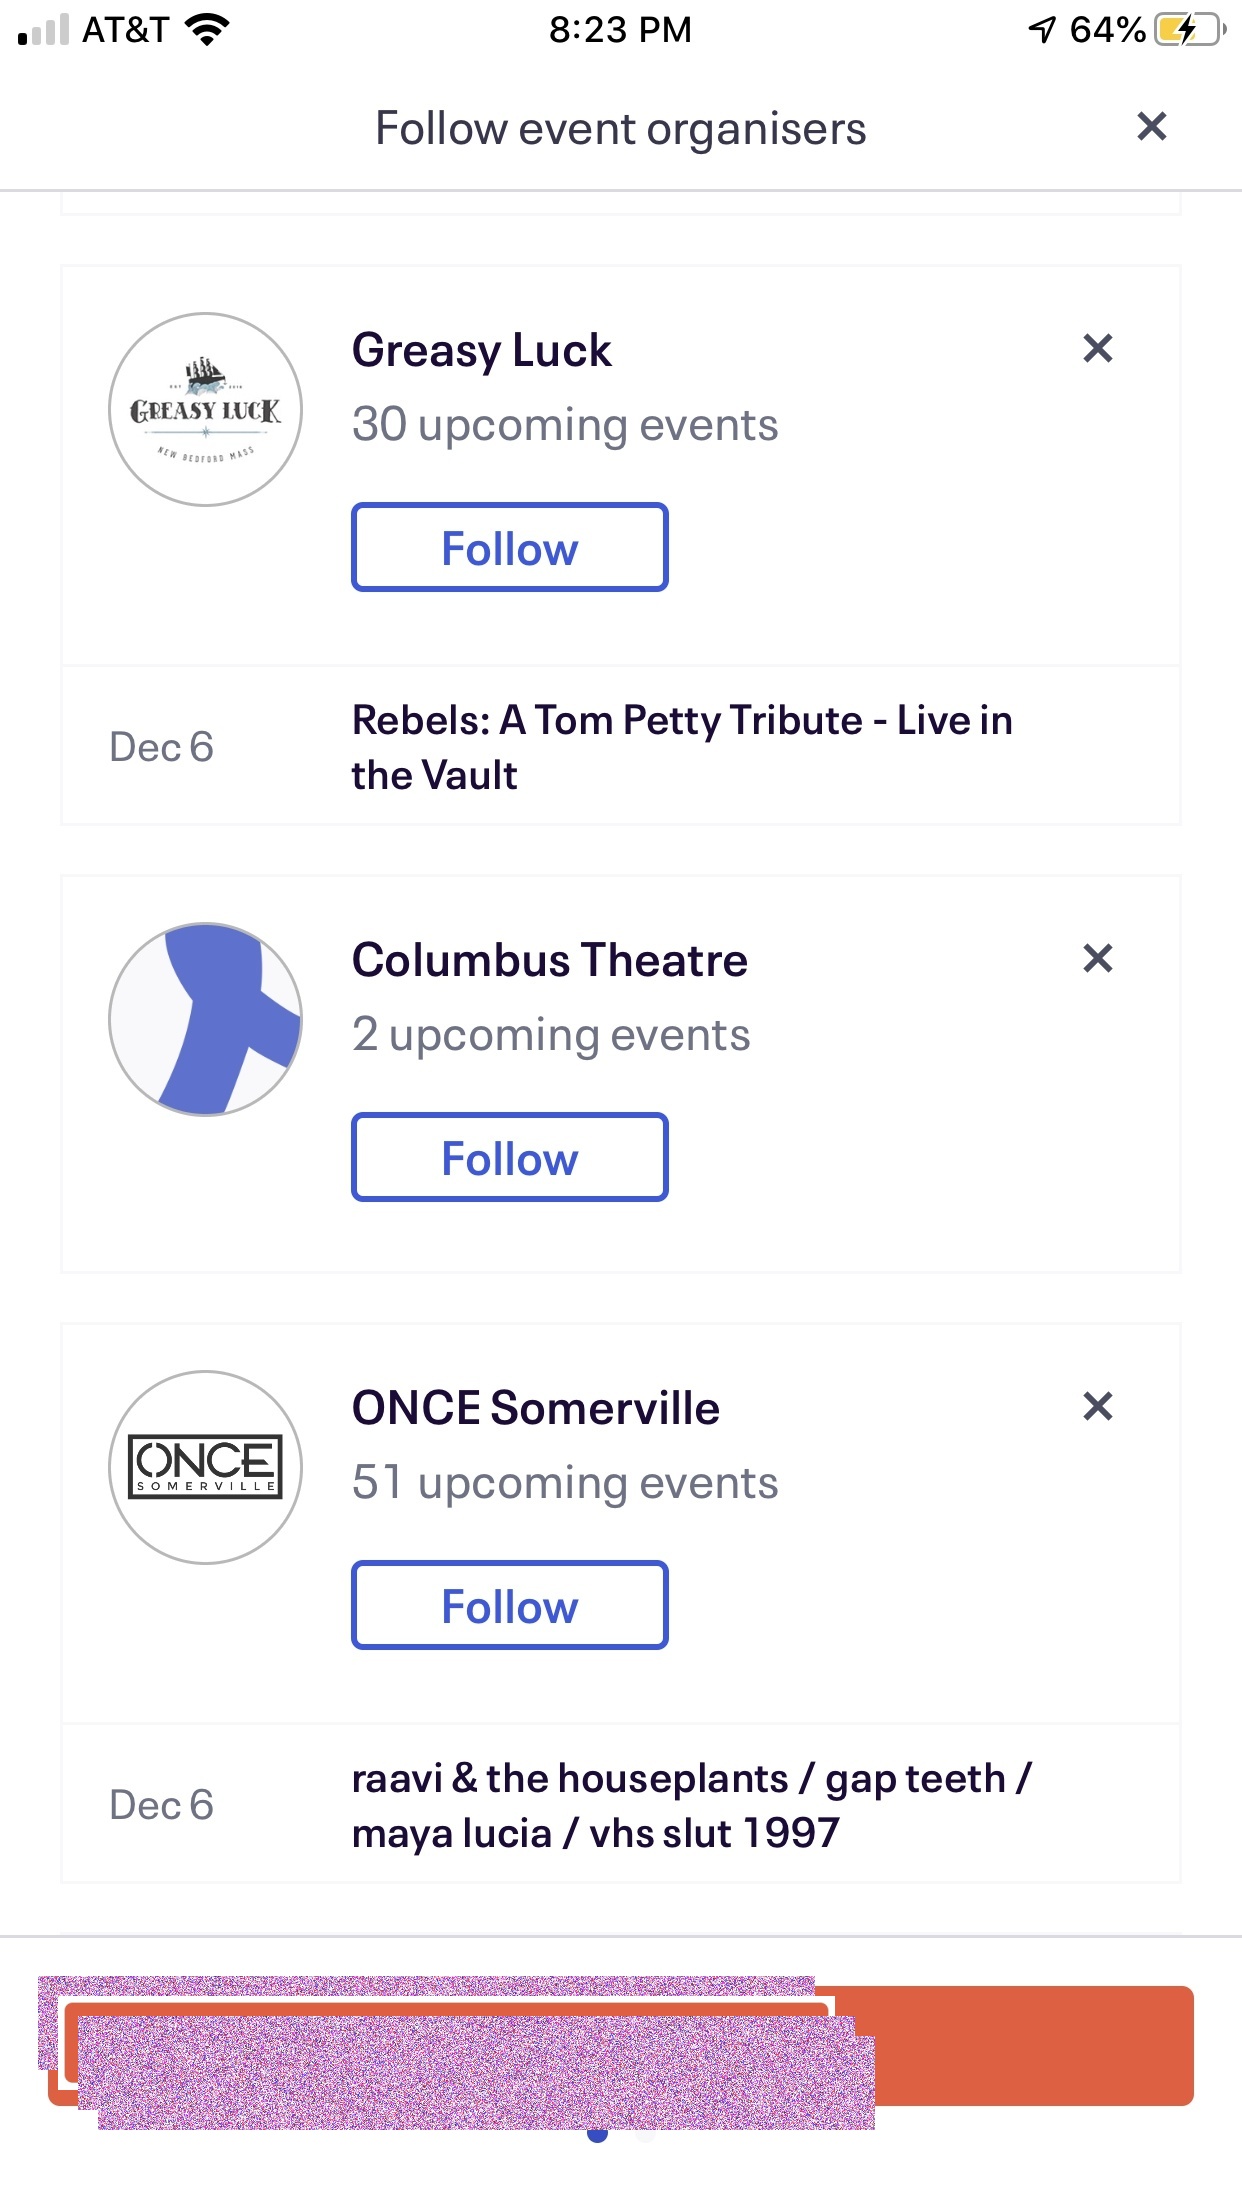 AT&T 8:23 PM 64%
Follow event organisers
Greasy Luck
30 upcoming events
GREASY LUCK
NEW BEDFORD MASS
Follow
Dec 6
Rebels: A Tom Petty Tribute - Live in
the Vault
Columbus Theatre
2 upcoming events
Follow
ONCE Somerville
51 upcoming events
ONCE
SOMERVILLE
Follow
Dec 6
raavi & the houseplants / gap teeth /
maya lucia / vhs slut 1997